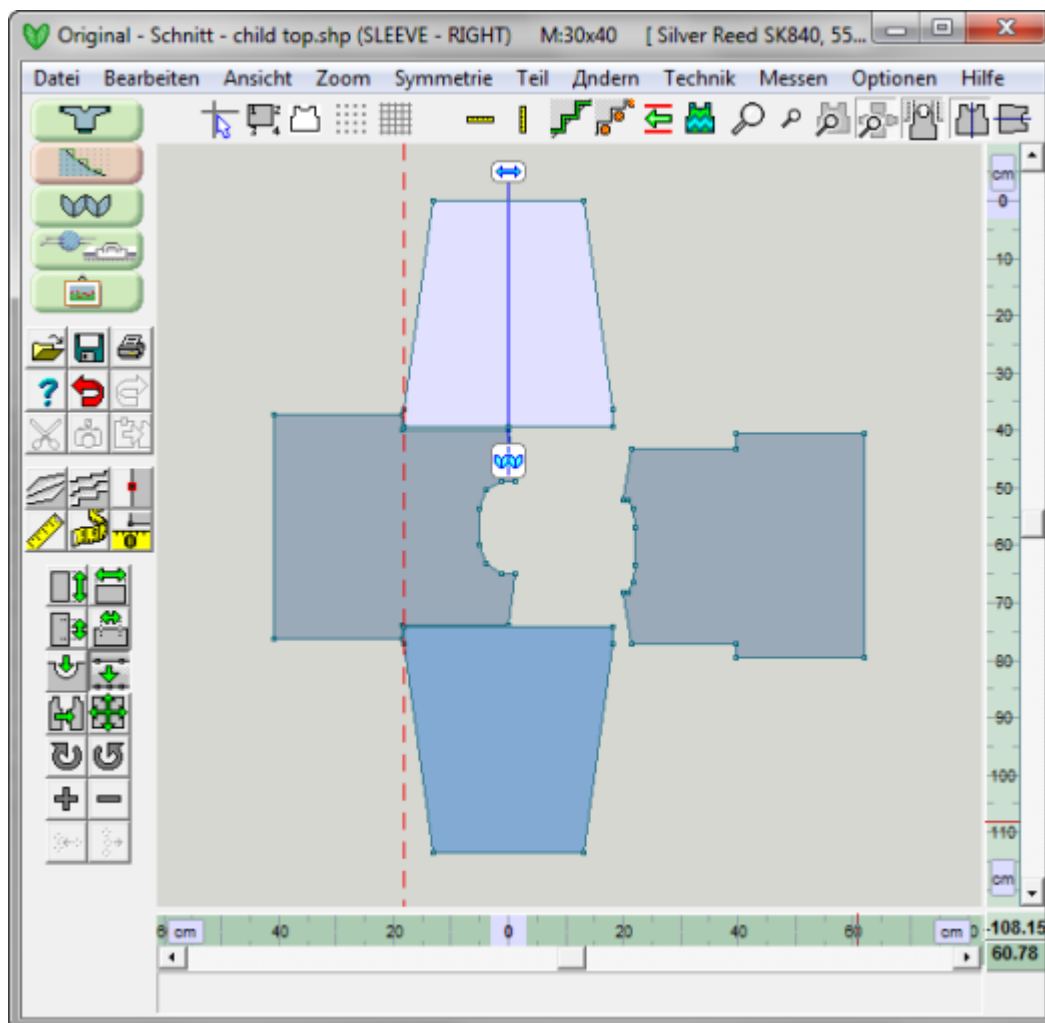 Original - Schnitt - child top.shp (SLEEVE - RIGHT) M:30x40 [ Silver Reed SK840, 55...
Datei Bearbeiten Ansicht Zoom Symmetrie Teil Дndern Technik Messen Optionen Hilfe
cm
0
10
20
30
40
50
60
70
80
90
100
110
cm
6 cm 40 20 0 20 40 60 cm 0
-108.15
60.78